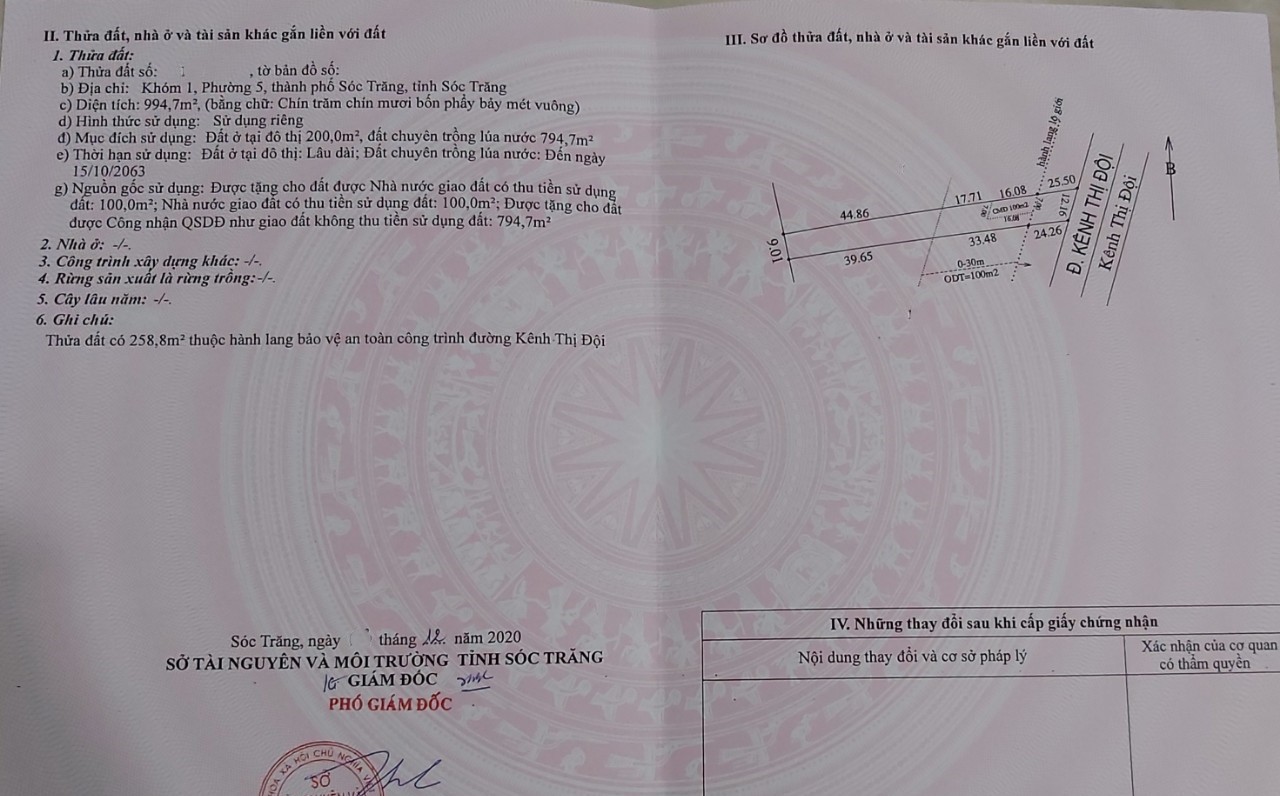 II. Thửa đất, nhà ở và tài sản khác gắn liền với đất
1. Thửa đất:
a) Thửa đất số: , tờ bản đồ số:
b) Địa chỉ: Khóm 1, Phường 5, thành phố Sóc Trăng, tỉnh Sóc Trăng
c) Diện tích: 994,7m², (bằng chữ: Chín trăm chín mươi bốn phẩy bảy mét vuông)
d) Hình thức sử dụng: Sử dụng riêng
đ) Mục đích sử dụng: Đất ở tại đô thị 200,0m², đất chuyên trồng lúa nước 794,7m²
e) Thời hạn sử dụng: Đất ở tại đô thị: Lâu dài; Đất chuyên trồng lúa nước: Đến ngày
15/10/2063
g) Nguồn gốc sử dụng: Được tặng cho đất được Nhà nước giao đất có thu tiền sử dụng
đất: 100,0m²; Nhà nước giao đất có thu tiền sử dụng đất: 100,0m²; Được tặng cho đất
được Công nhận QSDĐ như giao đất không thu tiền sử dụng đất: 794,7m²
2. Nhà ở: -/-.
3. Công trình xây dựng khác: -/-.
4. Rừng sản xuất là rừng trồng:-/-.
5. Cây lâu năm: -/-.
6. Ghi chú:
Thửa đất có 258,8m² thuộc hành lang bảo vệ an toàn công trình đường Kênh Thị Đội
Sóc Trăng, ngày tháng 12 năm 2020
SỞ TÀI NGUYÊN VÀ MÔI TRƯỜNG TỈNH SÓC TRĂNG
GIÁM ĐỐC
PHÓ GIÁM ĐỐC
HÒA XÃ HỘI CHỦ NGHĨA
SỞ
III. Sơ đồ thửa đất, nhà ở và tài sản khác gắn liền với đất
hành lang lộ giới
B
44.86
17.71
16.08
25.50
9.01
39.65
33.48
24.26
12.16
0-30m
ODT=100m2
Đ. KÊNH THỊ ĐỘI
Kênh Thị Đội
IV. Những thay đổi sau khi cấp giấy chứng nhận
Nội dung thay đổi và cơ sở pháp lý
Xác nhận của cơ quan
có thẩm quyền